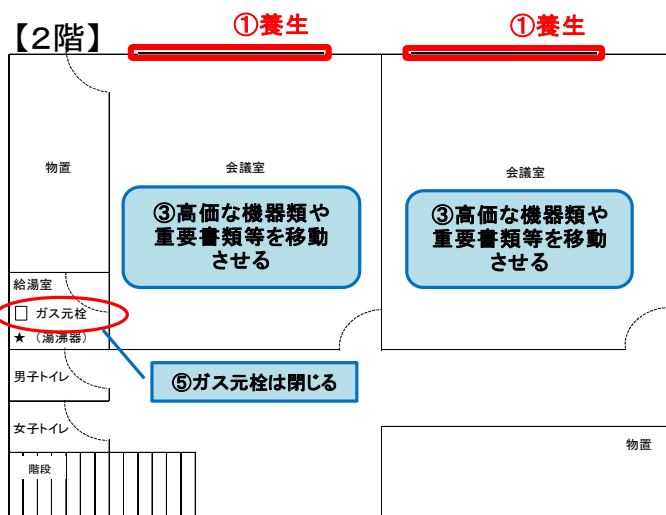 【2階】
①養生
①養生
物置
会議室
会議室
③高価な機器類や
重要書類等を移動
させる
③高価な機器類や
重要書類等を移動
させる
給湯室
□ ガス元栓
★ （湯沸器）
⑤ガス元栓は閉じる
男子トイレ
女子トイレ
階段
物置